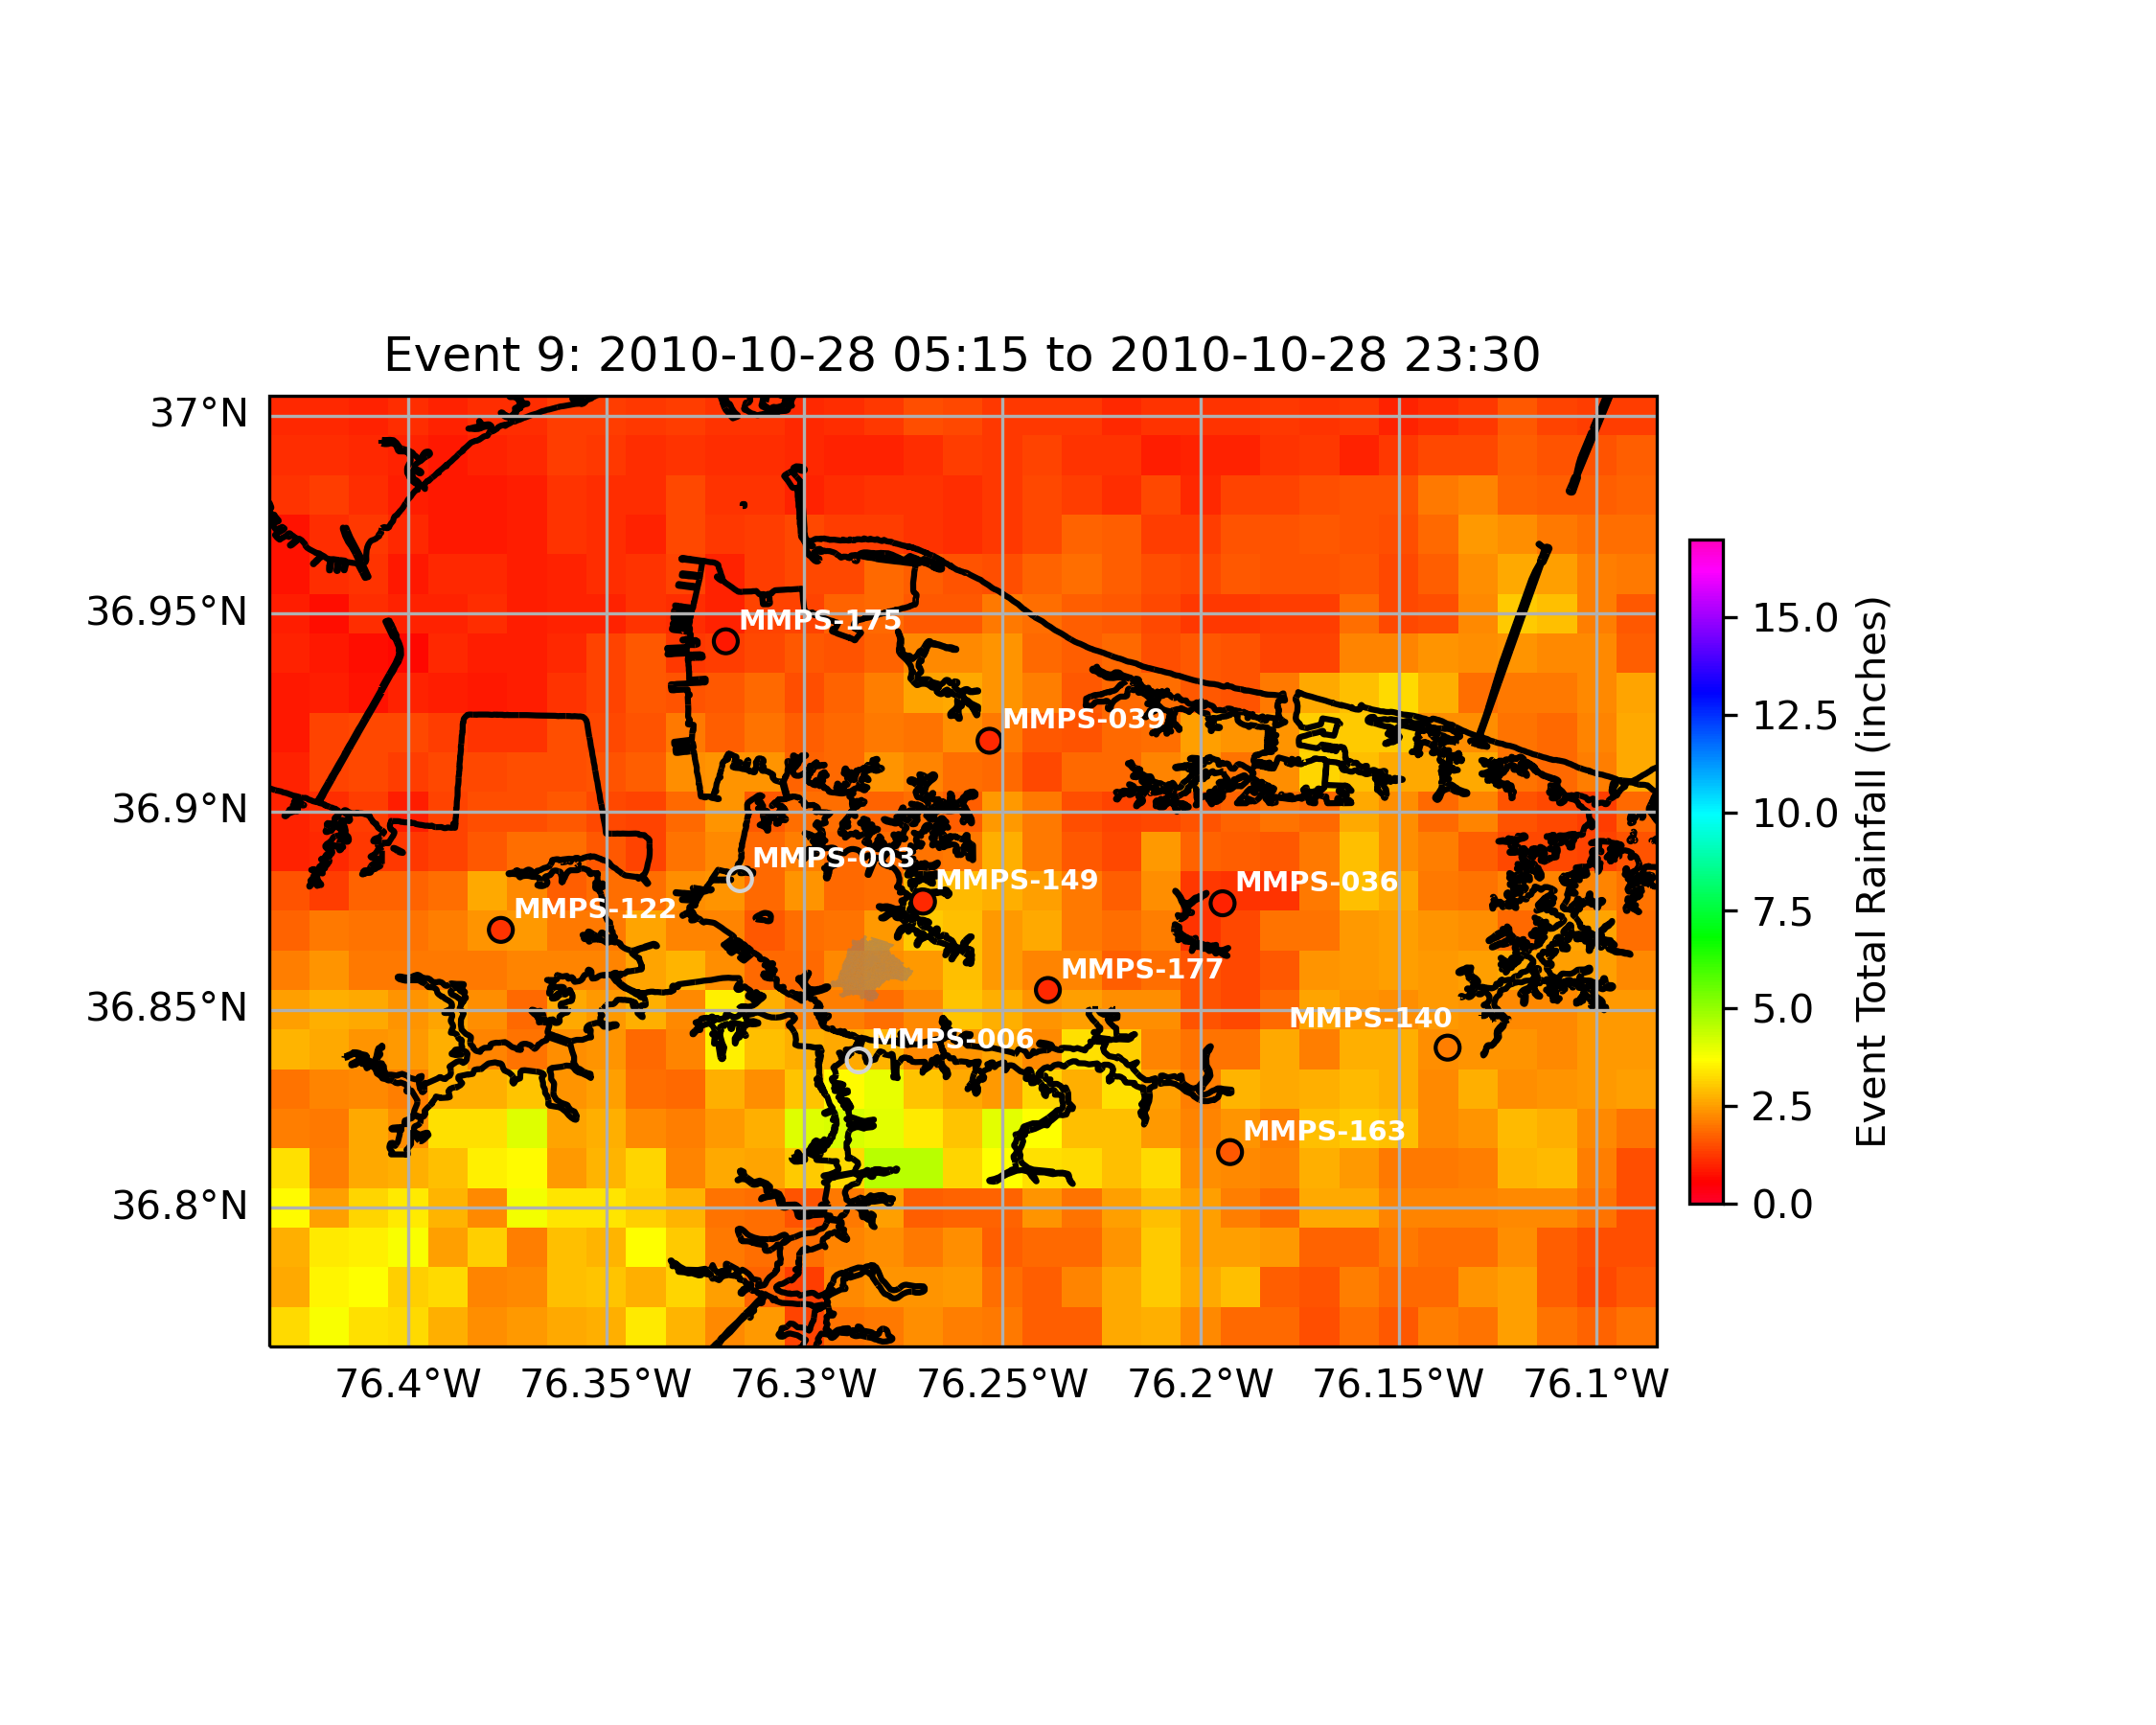 Event 9: 2010-10-28 05:15 to 2010-10-28 23:30
37°N
36.95°N
36.9°N
36.85°N
36.8°N
MMPS-175
MMPS-039
MMPS-003
MMPS-149
MMPS-036
MMPS-122
MMPS-177
MMPS-140
MMPS-006
MMPS-163
76.4°W 76.35°W 76.3°W 76.25°W 76.2°W 76.15°W 76.1°W
15.0
12.5
10.0
7.5
5.0
2.5
0.0
Event Total Rainfall (inches)